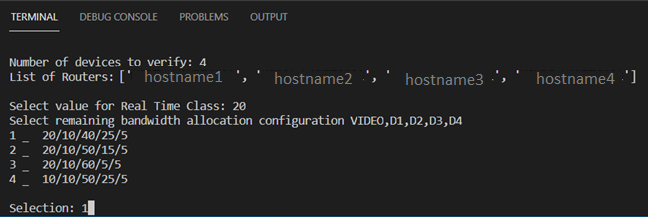 TERMINAL DEBUG CONSOLE PROBLEMS OUTPUT
Number of devices to verify: 4
List of Routers: [' hostname1 ', ' hostname2 ', ' hostname3 ', ' hostname4 ']
Select value for Real Time Class: 20
Select remaining bandwidth allocation configuration VIDEO,D1,D2,D3,D4
1 _ 20/10/40/25/5
2 _ 20/10/50/15/5
3 _ 20/10/60/5/5
4 _ 10/10/50/25/5
Selection: 1